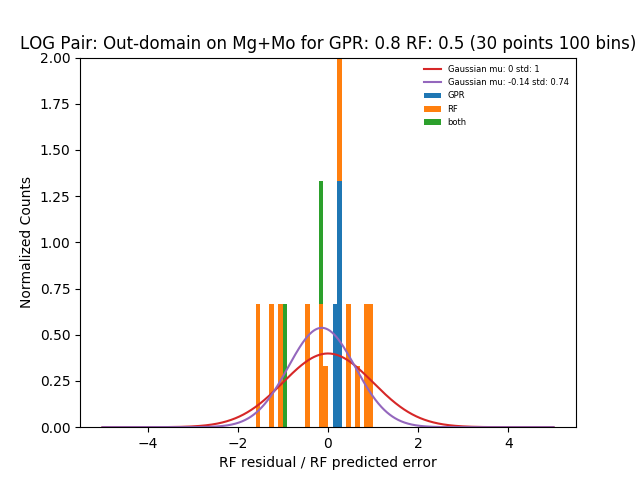 LOG Pair: Out-domain on Mg+Mo for GPR: 0.8 RF: 0.5 (30 points 100 bins)
Gaussian mu: 0 std: 1
Gaussian mu: -0.14 std: 0.74
GPR
RF
both
Normalized Counts
2.00
1.75
1.50
1.25
1.00
0.75
0.50
0.25
0.00
−4 −2 0 2 4
RF residual / RF predicted error